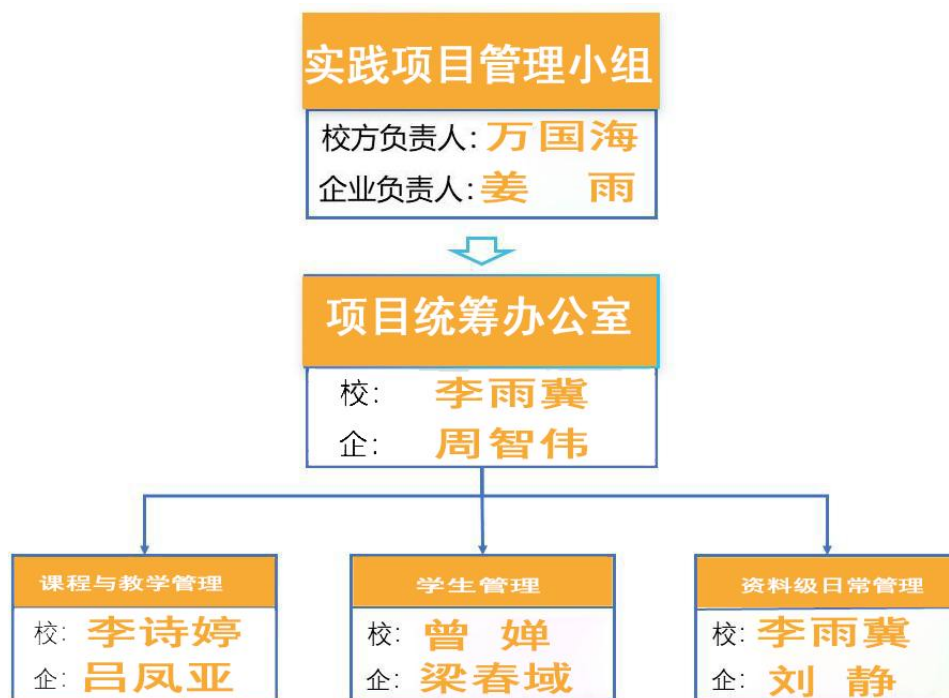 实践项目管理小组
校方负责人：万国海
企业负责人：姜 雨
项目统筹办公室
校： 李雨冀
企： 周智伟
课程与教学管理
校：李诗婷
企：吕凤亚
学生管理
校：曾 婵
企：梁春域
资料级日常管理
校：李雨冀
企：刘 静